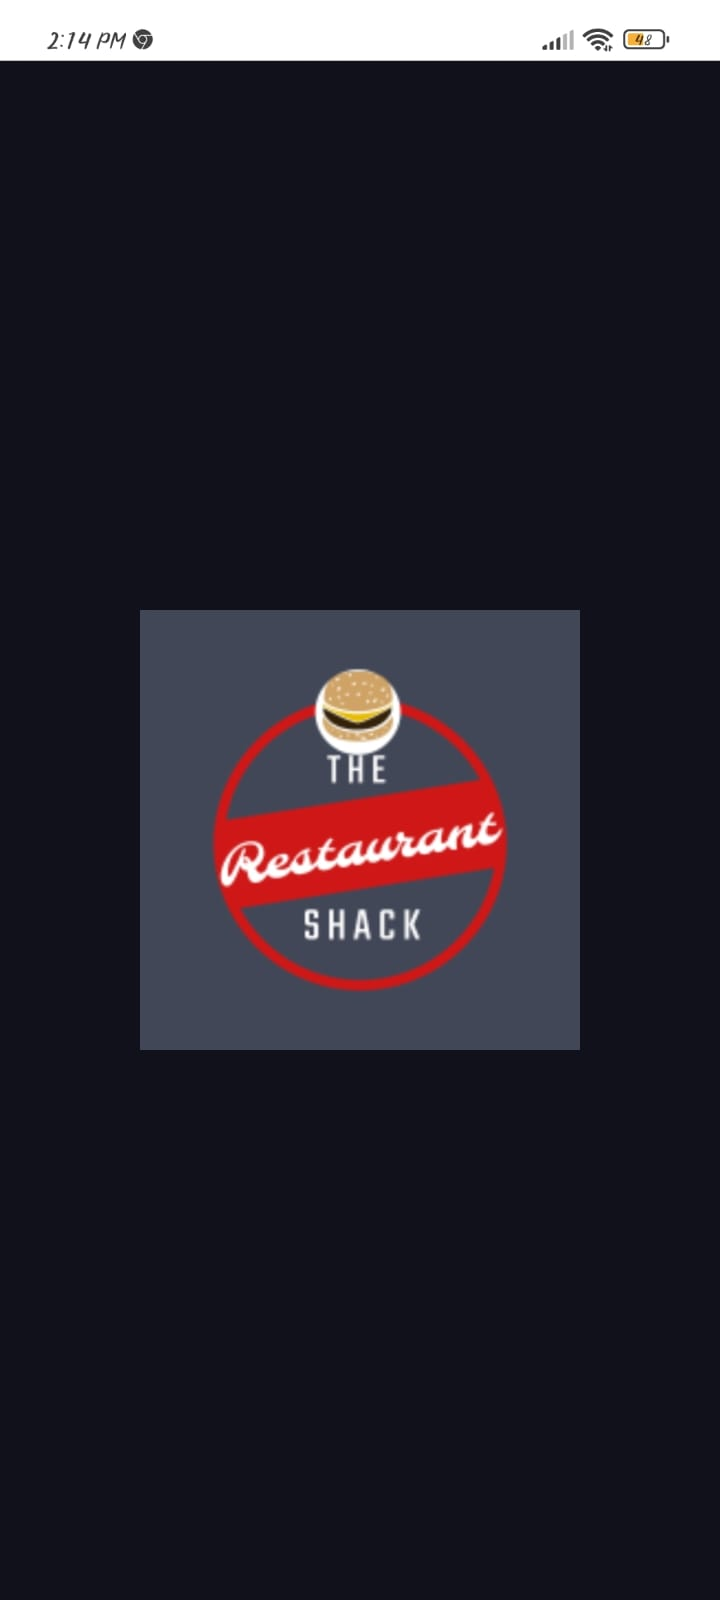 2:14 PM
48
THE
Restaurant
SHACK